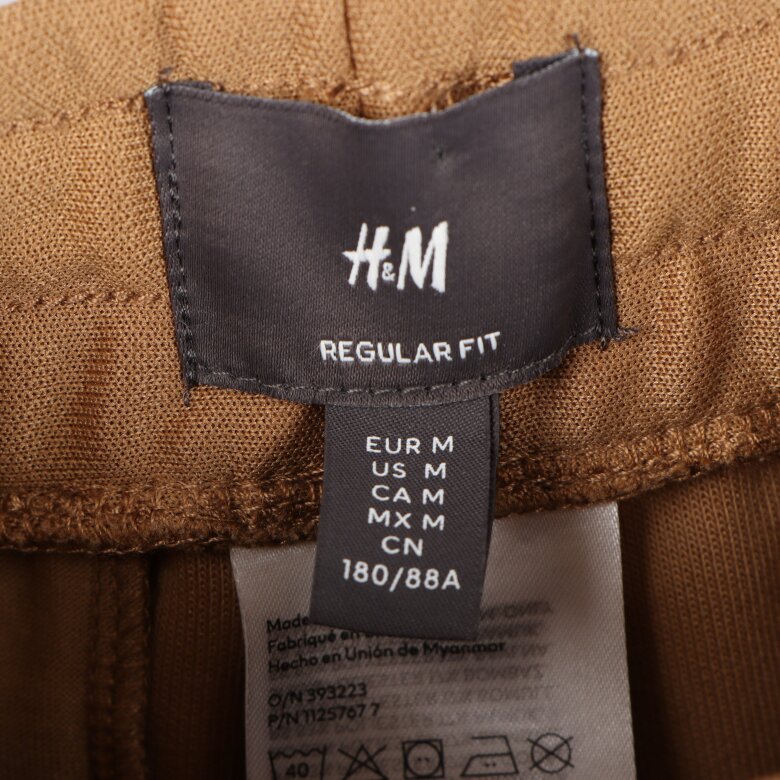 H&M
REGULAR FIT
EUR M
US M
CA M
MX M
CN
180/88A
Made
Fabriqué en
Hecho en Unión de Myanmar
O/N 393223
P/N 1125767 7
40